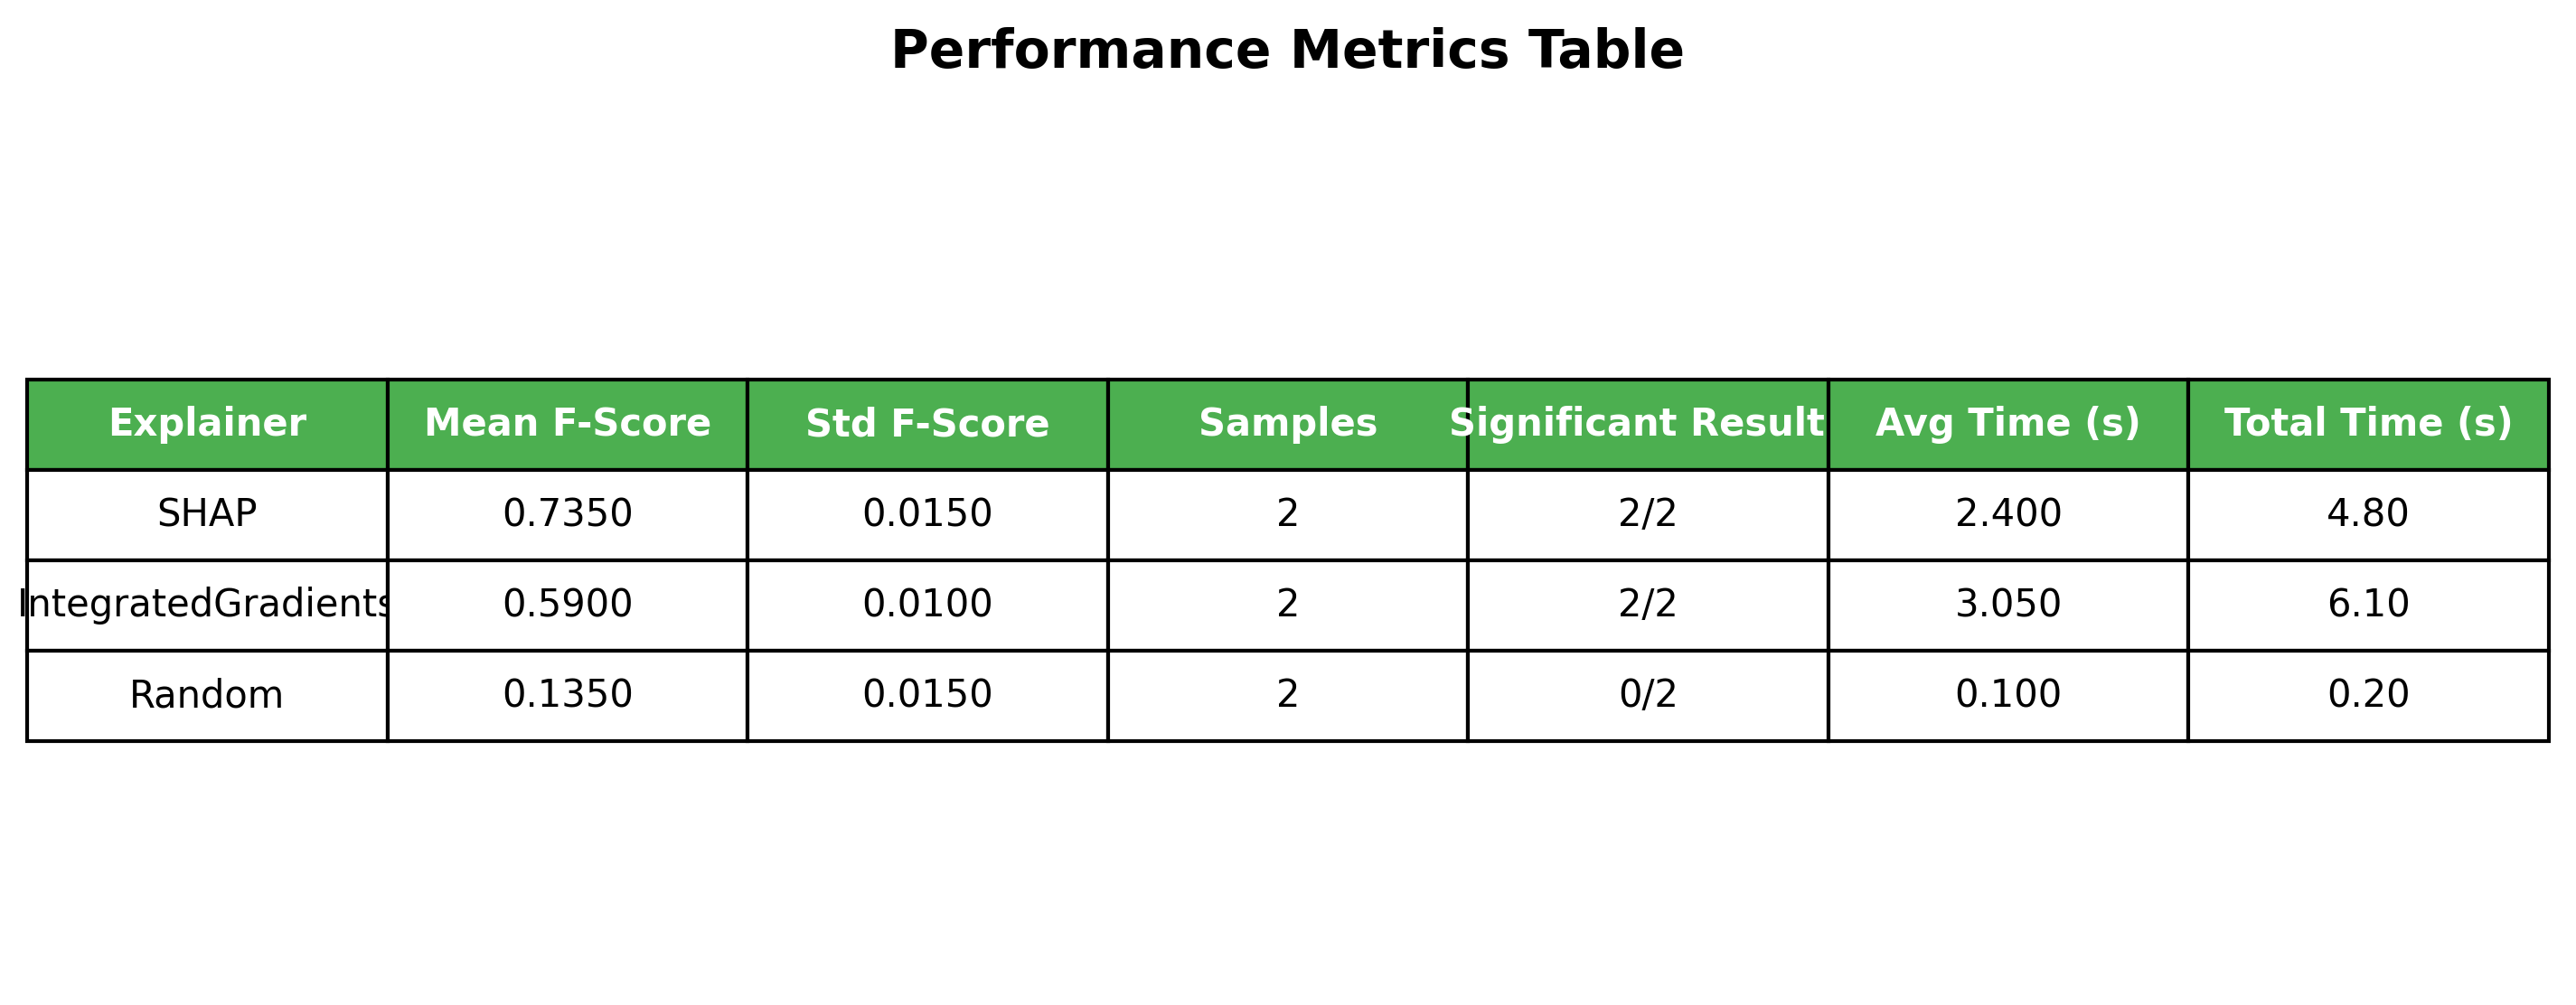 Performance Metrics Table
Explainer Mean F-Score Std F-Score Samples Significant Result Avg Time (s) Total Time (s)
SHAP 0.7350 0.0150 2 2/2 2.400 4.80
IntegratedGradients 0.5900 0.0100 2 2/2 3.050 6.10
Random 0.1350 0.0150 2 0/2 0.100 0.20